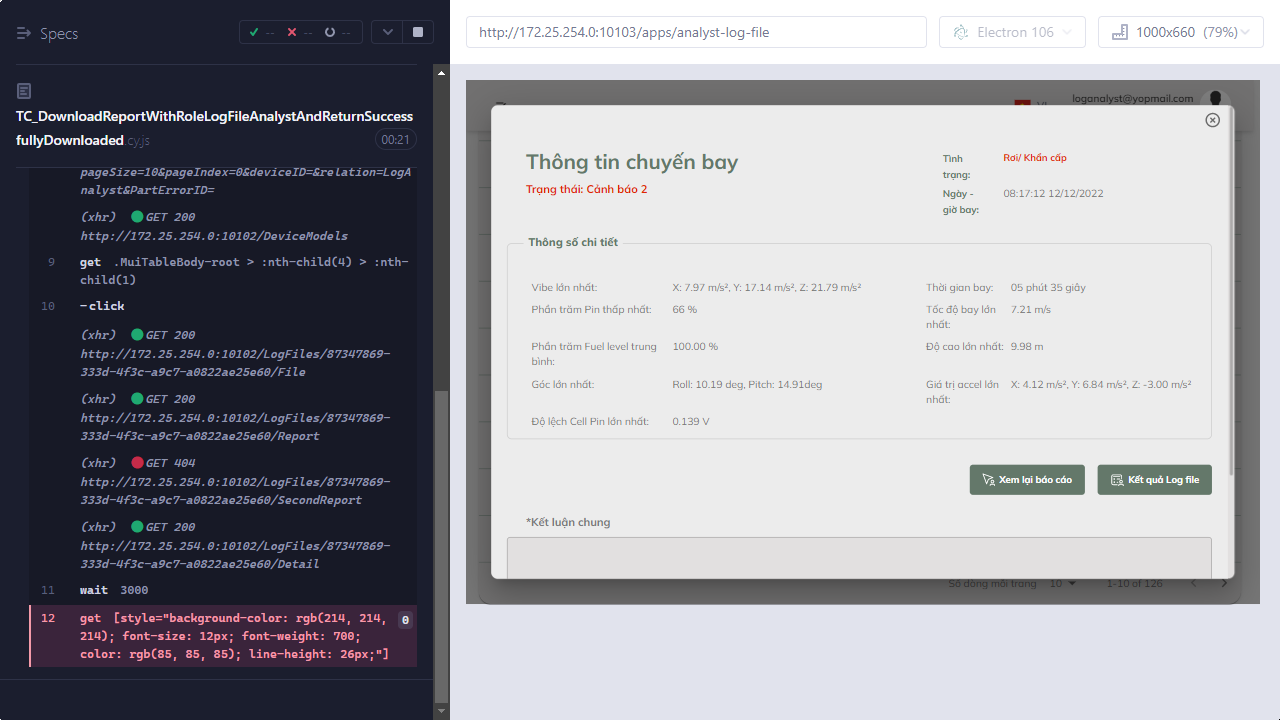 Specs
--
--
--
http://172.25.254.0:10103/apps/analyst-log-file
Electron 106
1000x660 (79%)
TC_DownloadReportWithRoleLogFileAnalystAndReturnSuccess
fullyDownloaded.cy.js
00:21
pageSize=10&pageIndex=0&deviceID=&relation=LogA
nalyst&PartErrorID=
(xhr) GET 200
http://172.25.254.0:10102/DeviceModels
9 get .MuiTableBody-root > :nth-child(4) > :nth-
child(1)
10 -click
(xhr) GET 200
http://172.25.254.0:10102/LogFiles/87347869-
333d-4f3c-a9c7-a0822ae25e60/File
(xhr) GET 200
http://172.25.254.0:10102/LogFiles/87347869-
333d-4f3c-a9c7-a0822ae25e60/Report
(xhr) GET 404
http://172.25.254.0:10102/LogFiles/87347869-
333d-4f3c-a9c7-a0822ae25e60/SecondReport
(xhr) GET 200
http://172.25.254.0:10102/LogFiles/87347869-
333d-4f3c-a9c7-a0822ae25e60/Detail
11 wait 3000
12 get [style="background-color: rgb(214, 214, 0
214); font-size: 12px; font-weight: 700;
color: rgb(85, 85, 85); line-height: 26px;"]
loganalyst@yopmail.com
Thông tin chuyến bay
Trạng thái: Cảnh báo 2
Tình
trạng:
Rơi/ Khẩn cấp
Ngày -
giờ bay:
08:17:12 12/12/2022
Thông số chi tiết
Vibe lớn nhất: X: 7.97 m/s², Y: 17.14 m/s², Z: 21.79 m/s²
Thời gian bay: 05 phút 35 giây
Phần trăm Pin thấp nhất: 66 %
Tốc độ bay lớn
nhất:
7.21 m/s
Phần trăm Fuel level trung
bình:
100.00 %
Độ cao lớn nhất: 9.98 m
Góc lớn nhất: Roll: 10.19 deg, Pitch: 14.91deg
Giá trị accel lớn
nhất:
X: 4.12 m/s², Y: 6.84 m/s², Z: -3.00 m/s²
Độ lệch Cell Pin lớn nhất: 0.139 V
Xem lại báo cáo
Kết quả Log file
*Kết luận chung
Số dòng mỗi trang 10 1-10 of 126